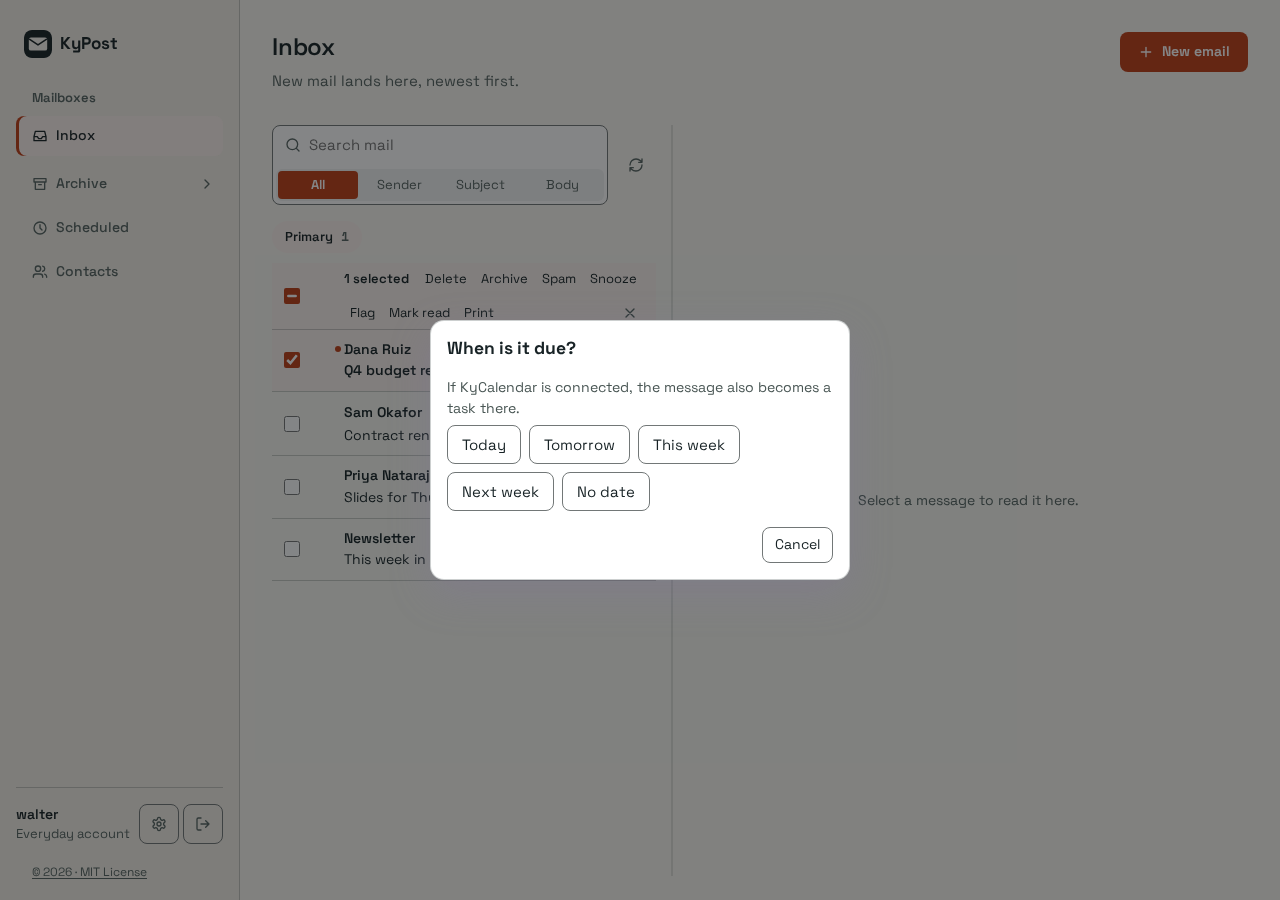 KyPost
Mailboxes
Inbox
Archive
Scheduled
Contacts
walter
Everyday account
© 2026 · MIT License
Inbox
New mail lands here, newest first.
New email
Search mail
All Sender Subject Body
Primary 1
1 selected Delete Archive Spam Snooze
Flag Mark read Print
Dana Ruiz
Q4 budget
Sam Okafor
Contract
Priya
Slides for
Newsletter
This week in
Select a message to read it here.
When is it due?
If KyCalendar is connected, the message also becomes a
task there.
Today Tomorrow This week
Next week No date
Cancel